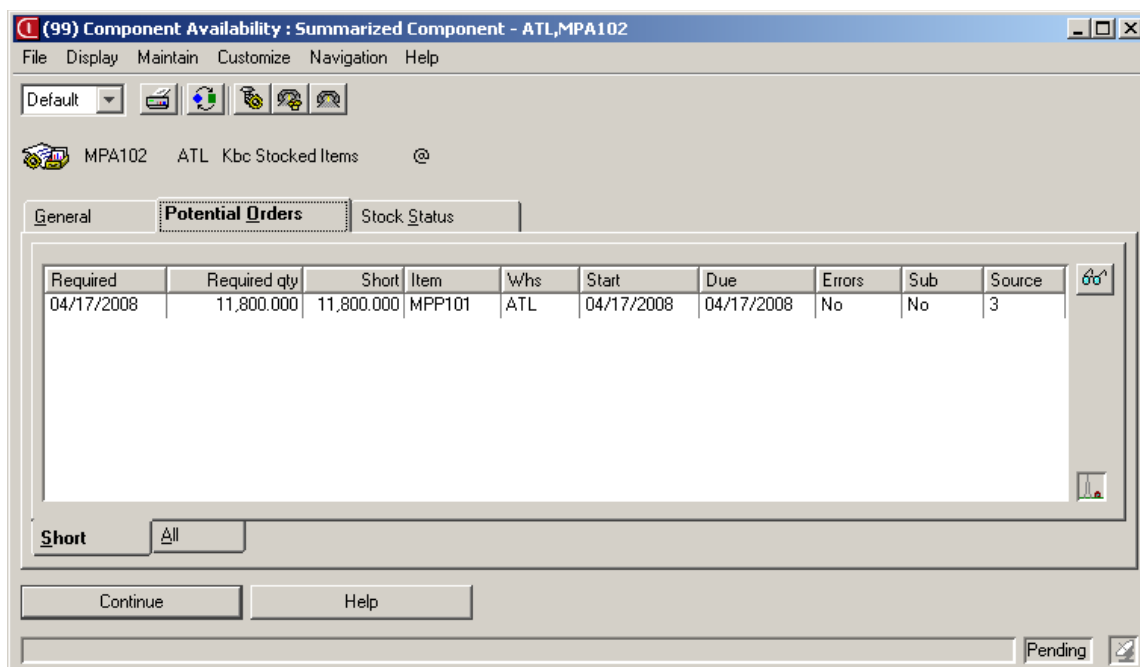 (99) Component Availability : Summarized Component - ATL,MPA102
File Display Maintain Customize Navigation Help
Default
MPA102 ATL Kbc Stocked Items @
General Potential Orders Stock Status
Required Required qty Short Item Whs Start Due Errors Sub Source
04/17/2008 11,800.000 11,800.000 MPP101 ATL 04/17/2008 04/17/2008 No No 3
Short All
Continue Help
Pending